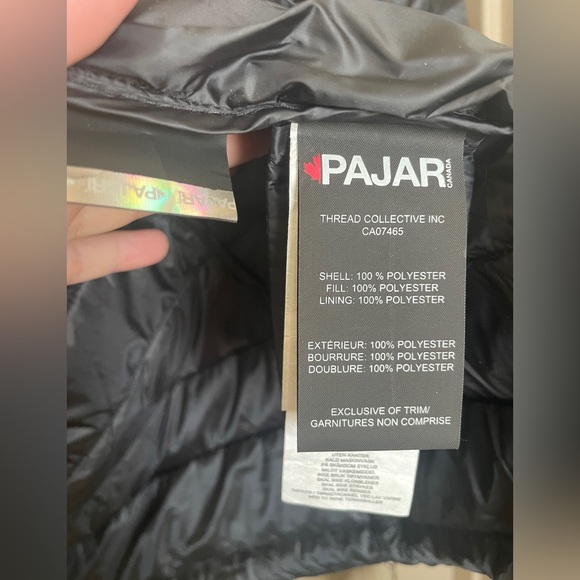 PAJAR
CANADA
THREAD COLLECTIVE INC
CA07465
SHELL: 100 % POLYESTER
FILL: 100% POLYESTER
LINING: 100% POLYESTER
EXTÉRIEUR: 100% POLYESTER
BOURRURE: 100% POLYESTER
DOUBLURE: 100% POLYESTER
EXCLUSIVE OF TRIM/
GARNITURES NON COMPRISE
PAJAR